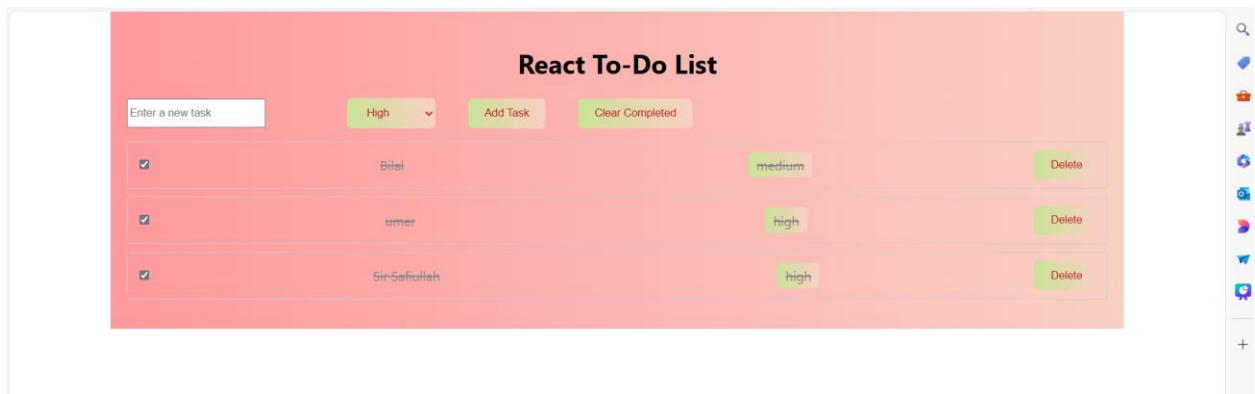 React To-Do List
Enter a new task High Add Task Clear Completed
Bilal medium Delete
umer high Delete
Sir Safiullah high Delete